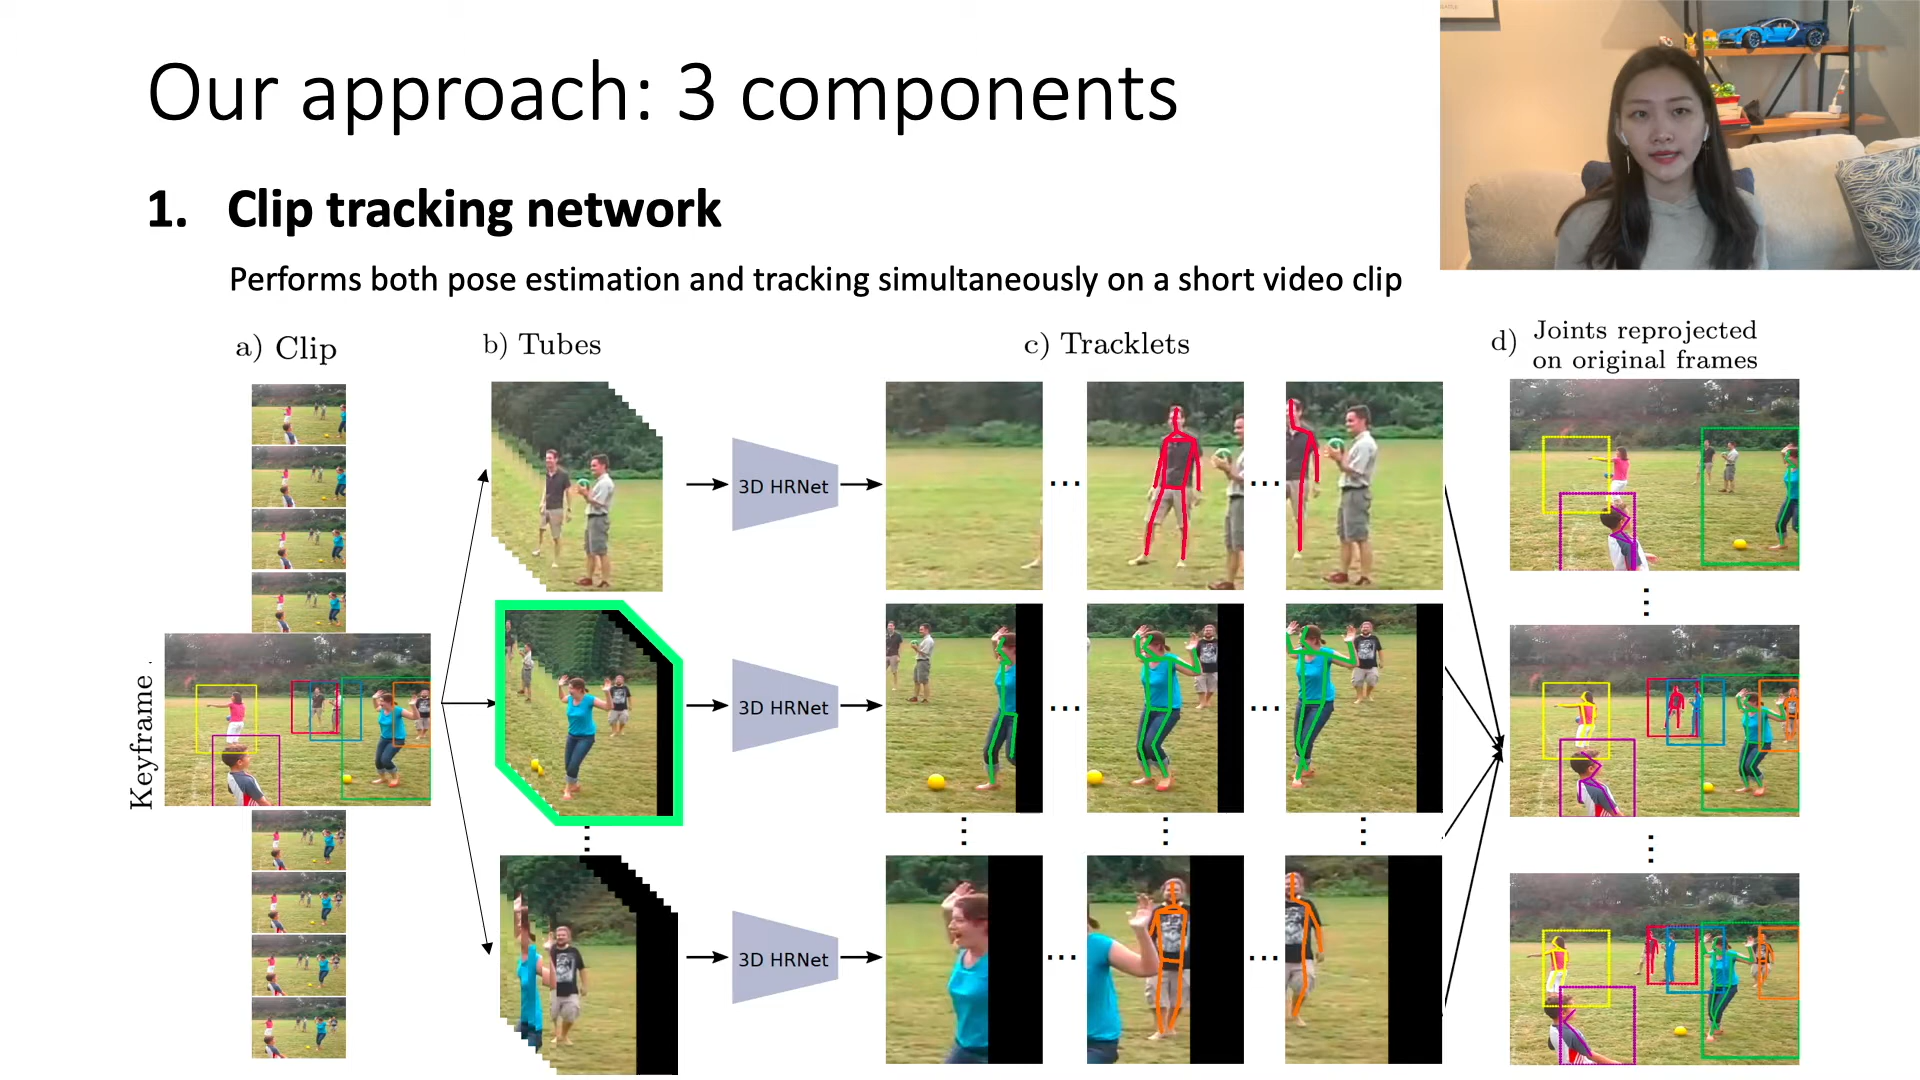 Our approach: 3 components
1. Clip tracking network
Performs both pose estimation and tracking simultaneously on a short video clip
a) Clip
b) Tubes
c) Tracklets
d) Joints reprojected
on original frames
3D HRNet
Keyframe
3D HRNet
3D HRNet